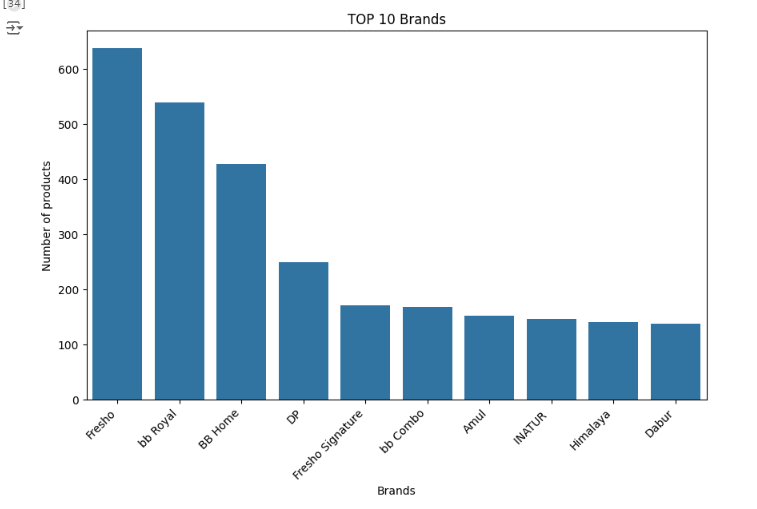 [34]
TOP 10 Brands
Number of products
600
500
400
300
200
100
0
Fresho
bb Royal
BB Home
DP
Fresho Signature
bb Combo
Amul
INATUR
Himalaya
Dabur
Brands